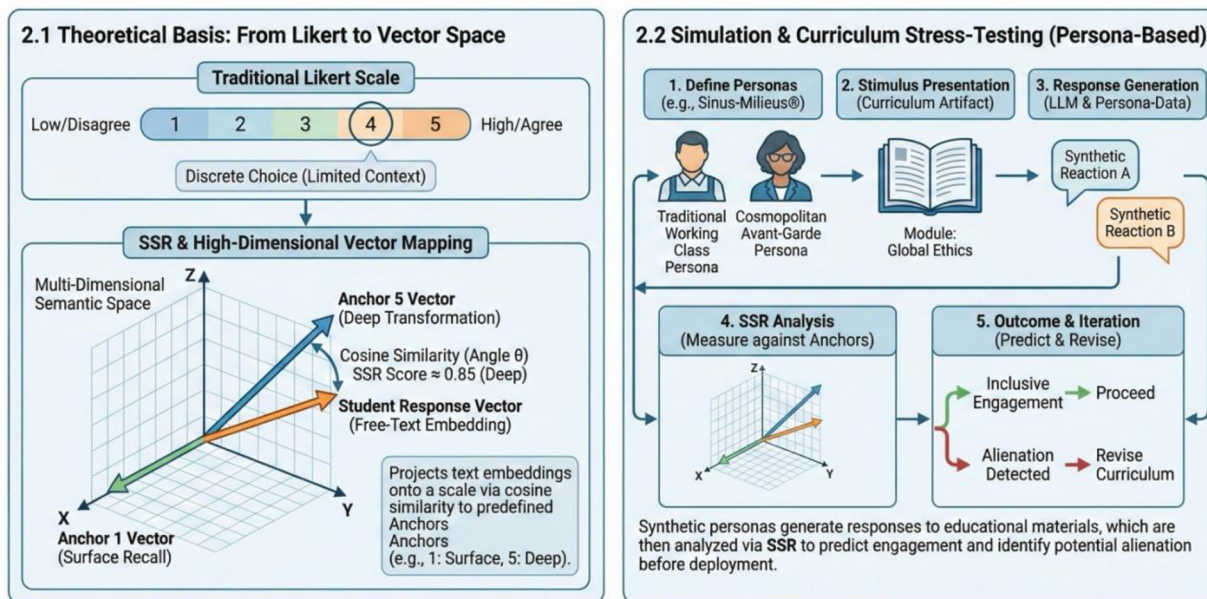 2.1 Theoretical Basis: From Likert to Vector Space
Traditional Likert Scale
Low/Disagree 1 2 3 4 5 High/Agree
Discrete Choice (Limited Context)
SSR & High-Dimensional Vector Mapping
Multi-Dimensional
Semantic Space
Z
Anchor 5 Vector
(Deep Transformation)
Cosine Similarity (Angle θ)
SSR Score ≈ 0.85 (Deep)
Student Response Vector
(Free-Text Embedding)
X
Y
Anchor 1 Vector
(Surface Recall)
Projects text embeddings
onto a scale via cosine
similarity to predefined
Anchors
Anchors
(e.g., 1: Surface, 5: Deep).
2.2 Simulation & Curriculum Stress-Testing (Persona-Based)
1. Define Personas
(e.g., Sinus-Milieus®)
2. Stimulus Presentation
(Curriculum Artifact)
3. Response Generation
(LLM & Persona-Data)
Traditional
Working
Class
Persona
Cosmopolitan
Avant-Garde
Persona
Module:
Global Ethics
Synthetic
Reaction A
Synthetic
Reaction B
4. SSR Analysis
(Measure against Anchors)
Z
X
Y
5. Outcome & Iteration
(Predict & Revise)
Inclusive
Engagement
Proceed
Alienation
Detected
Revise
Curriculum
Synthetic personas generate responses to educational materials, which are
then analyzed via SSR to predict engagement and identify potential alienation
before deployment.